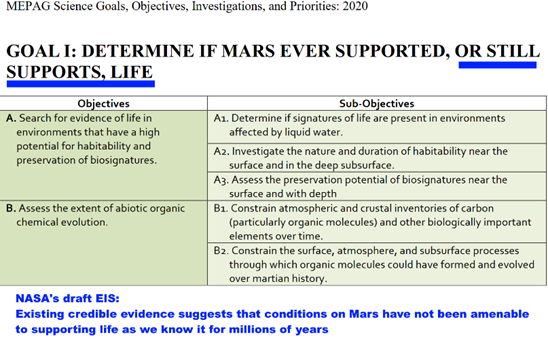 MEPAG Science Goals, Objectives, Investigations, and Priorities: 2020
GOAL I: DETERMINE IF MARS EVER SUPPORTED, OR STILL
SUPPORTS, LIFE
Objectives
Sub-Objectives
A. Search for evidence of life in
environments that have a high
potential for habitability and
preservation of biosignatures.
A1. Determine if signatures of life are present in environments
affected by liquid water.
A2. Investigate the nature and duration of habitability near the
surface and in the deep subsurface.
A3. Assess the preservation potential of biosignatures near the
surface and with depth
B. Assess the extent of abiotic organic
chemical evolution.
B1. Constrain atmospheric and crustal inventories of carbon
(particularly organic molecules) and other biologically important
elements over time.
B2. Constrain the surface, atmosphere, and subsurface processes
through which organic molecules could have formed and evolved
over martian history.
NASA's draft EIS:
Existing credible evidence suggests that conditions on Mars have not been amenable
to supporting life as we know it for millions of years